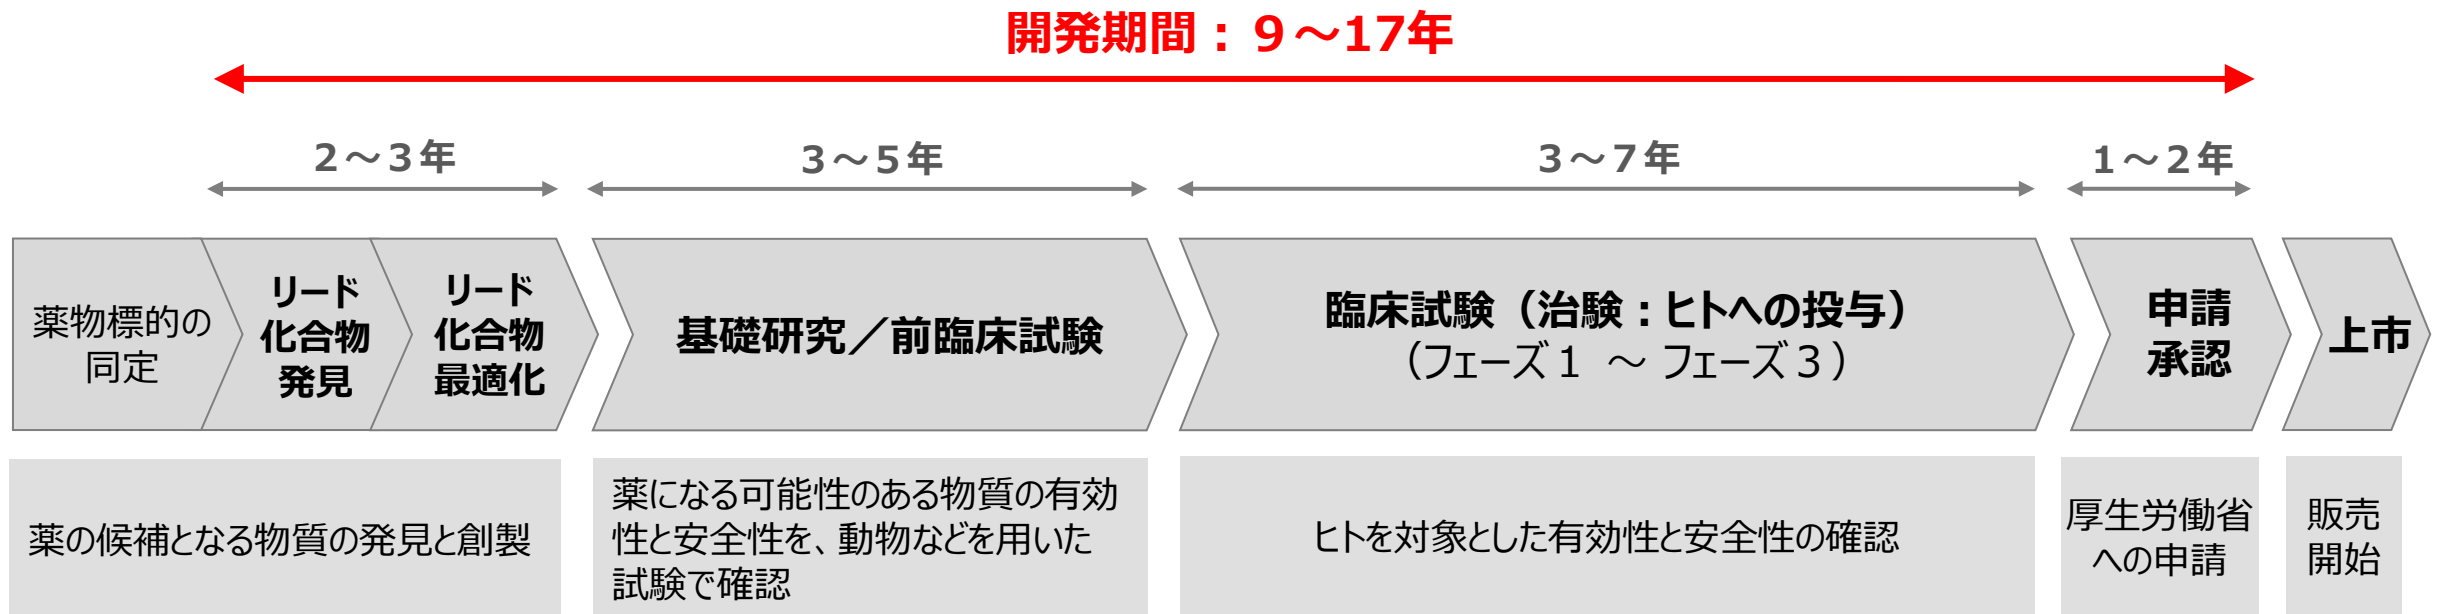 開発期間：９～17年
２～３年
３～５年
３～７年
１～２年
薬物標的の
同定
リード
化合物
発見
リード
化合物
最適化
基礎研究／前臨床試験
臨床試験（治験：ヒトへの投与）
（フェーズ１ ～ フェーズ３）
申請
承認
上市
薬の候補となる物質の発見と創製
薬になる可能性のある物質の有効
性と安全性を、動物などを用いた
試験で確認
ヒトを対象とした有効性と安全性の確認
厚生労働省
への申請
販売
開始